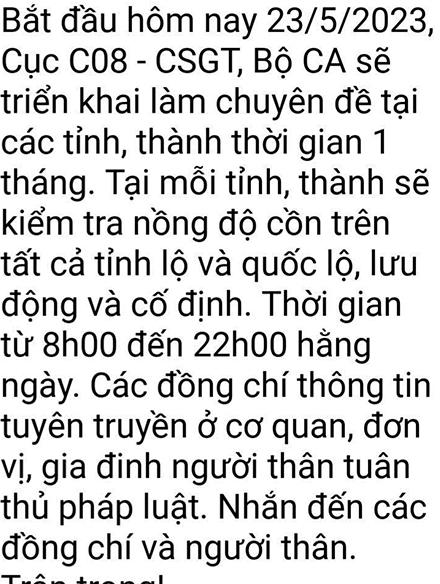 Bắt đầu hôm nay 23/5/2023,
Cục C08 - CSGT, Bộ CA sẽ
triển khai làm chuyên đề tại
các tỉnh, thành thời gian 1
tháng. Tại mỗi tỉnh, thành sẽ
kiểm tra nồng độ cồn trên
tất cả tỉnh lộ và quốc lộ, lưu
động và cố định. Thời gian
từ 8h00 đến 22h00 hằng
ngày. Các đồng chí thông tin
tuyên truyền ở cơ quan, đơn
vị, gia đinh người thân tuân
thủ pháp luật. Nhắn đến các
đồng chí và người thân.
Trân trọng!